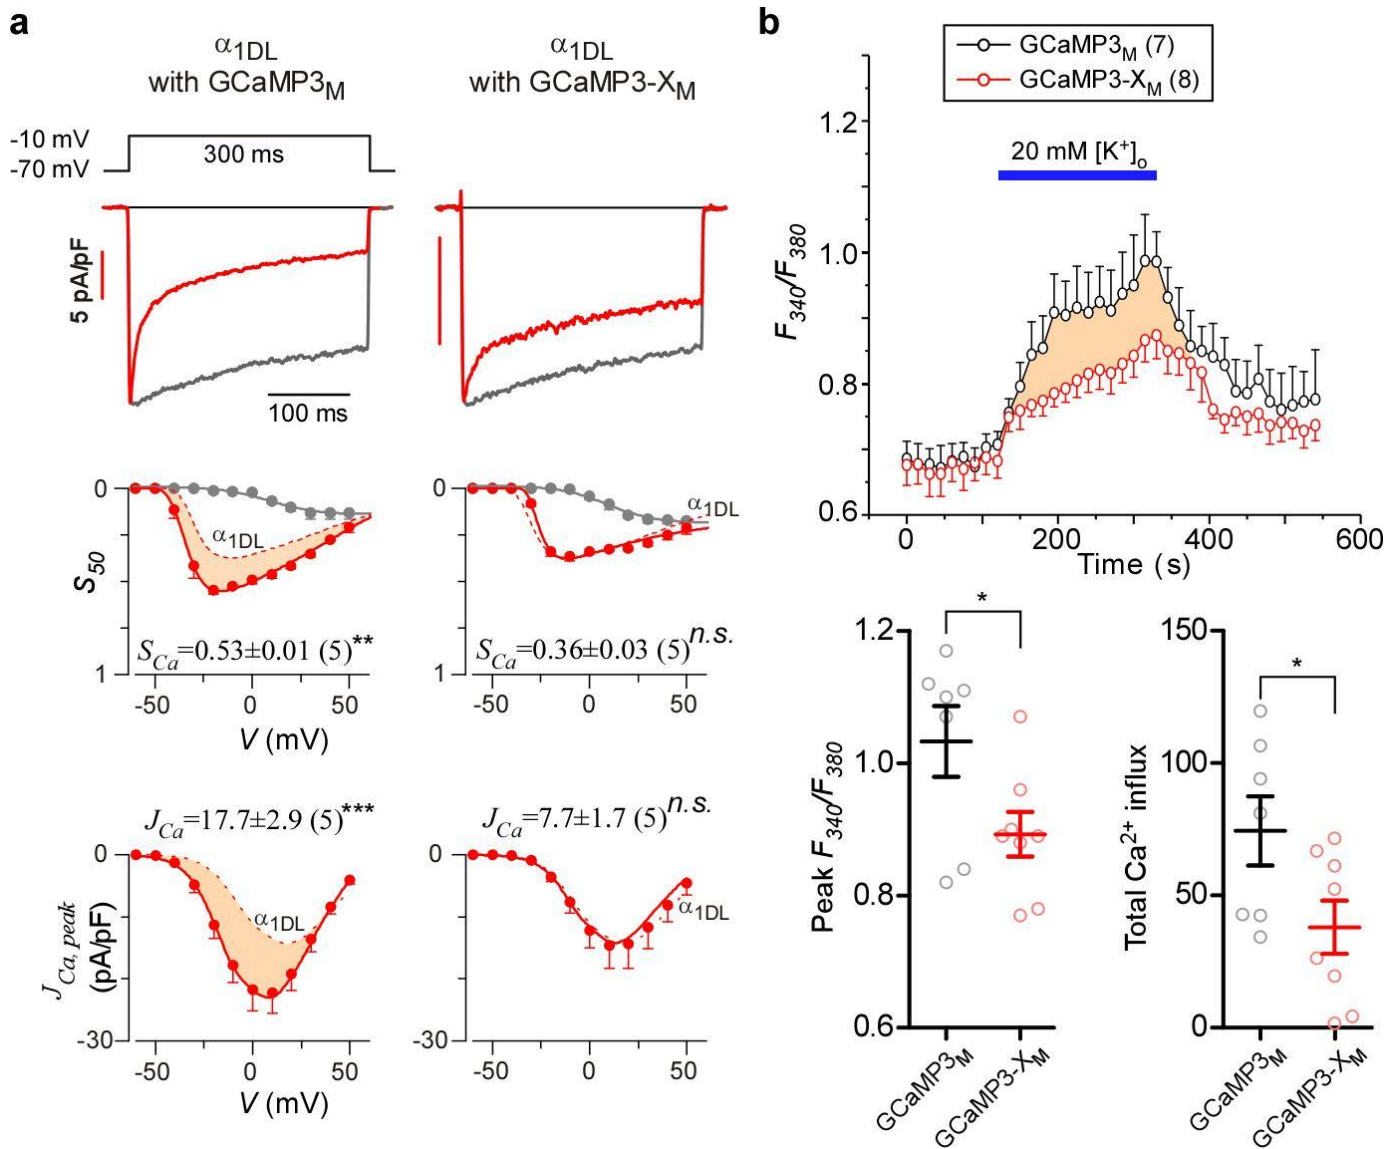 a
α1DL
with GCaMP3M
α1DL
with GCaMP3-XM
-10 mV
-70 mV
300 ms
5 pA/pF
100 ms
S50
0
1
α1DL
SCa=0.53±0.01 (5)**
-50 0 50
V (mV)
0
1
α1DL
SCa=0.36±0.03 (5)n.s.
-50 0 50
V (mV)
JCa=17.7±2.9 (5)***
JCa, peak
(pA/pF)
0
-30
α1DL
-50 0 50
V (mV)
JCa=7.7±1.7 (5)n.s.
0
-30
α1DL
-50 0 50
V (mV)
b
GCaMP3M (7)
GCaMP3-XM (8)
20 mM [K+]o
F340/F380
1.2
1.0
0.8
0.6
0 200 400 600
Time (s)
Peak F340/F380
1.2
1.0
0.8
0.6
*
GCaMP3M
GCaMP3-XM
Total Ca2+ influx
150
100
50
0
*
GCaMP3M
GCaMP3-XM